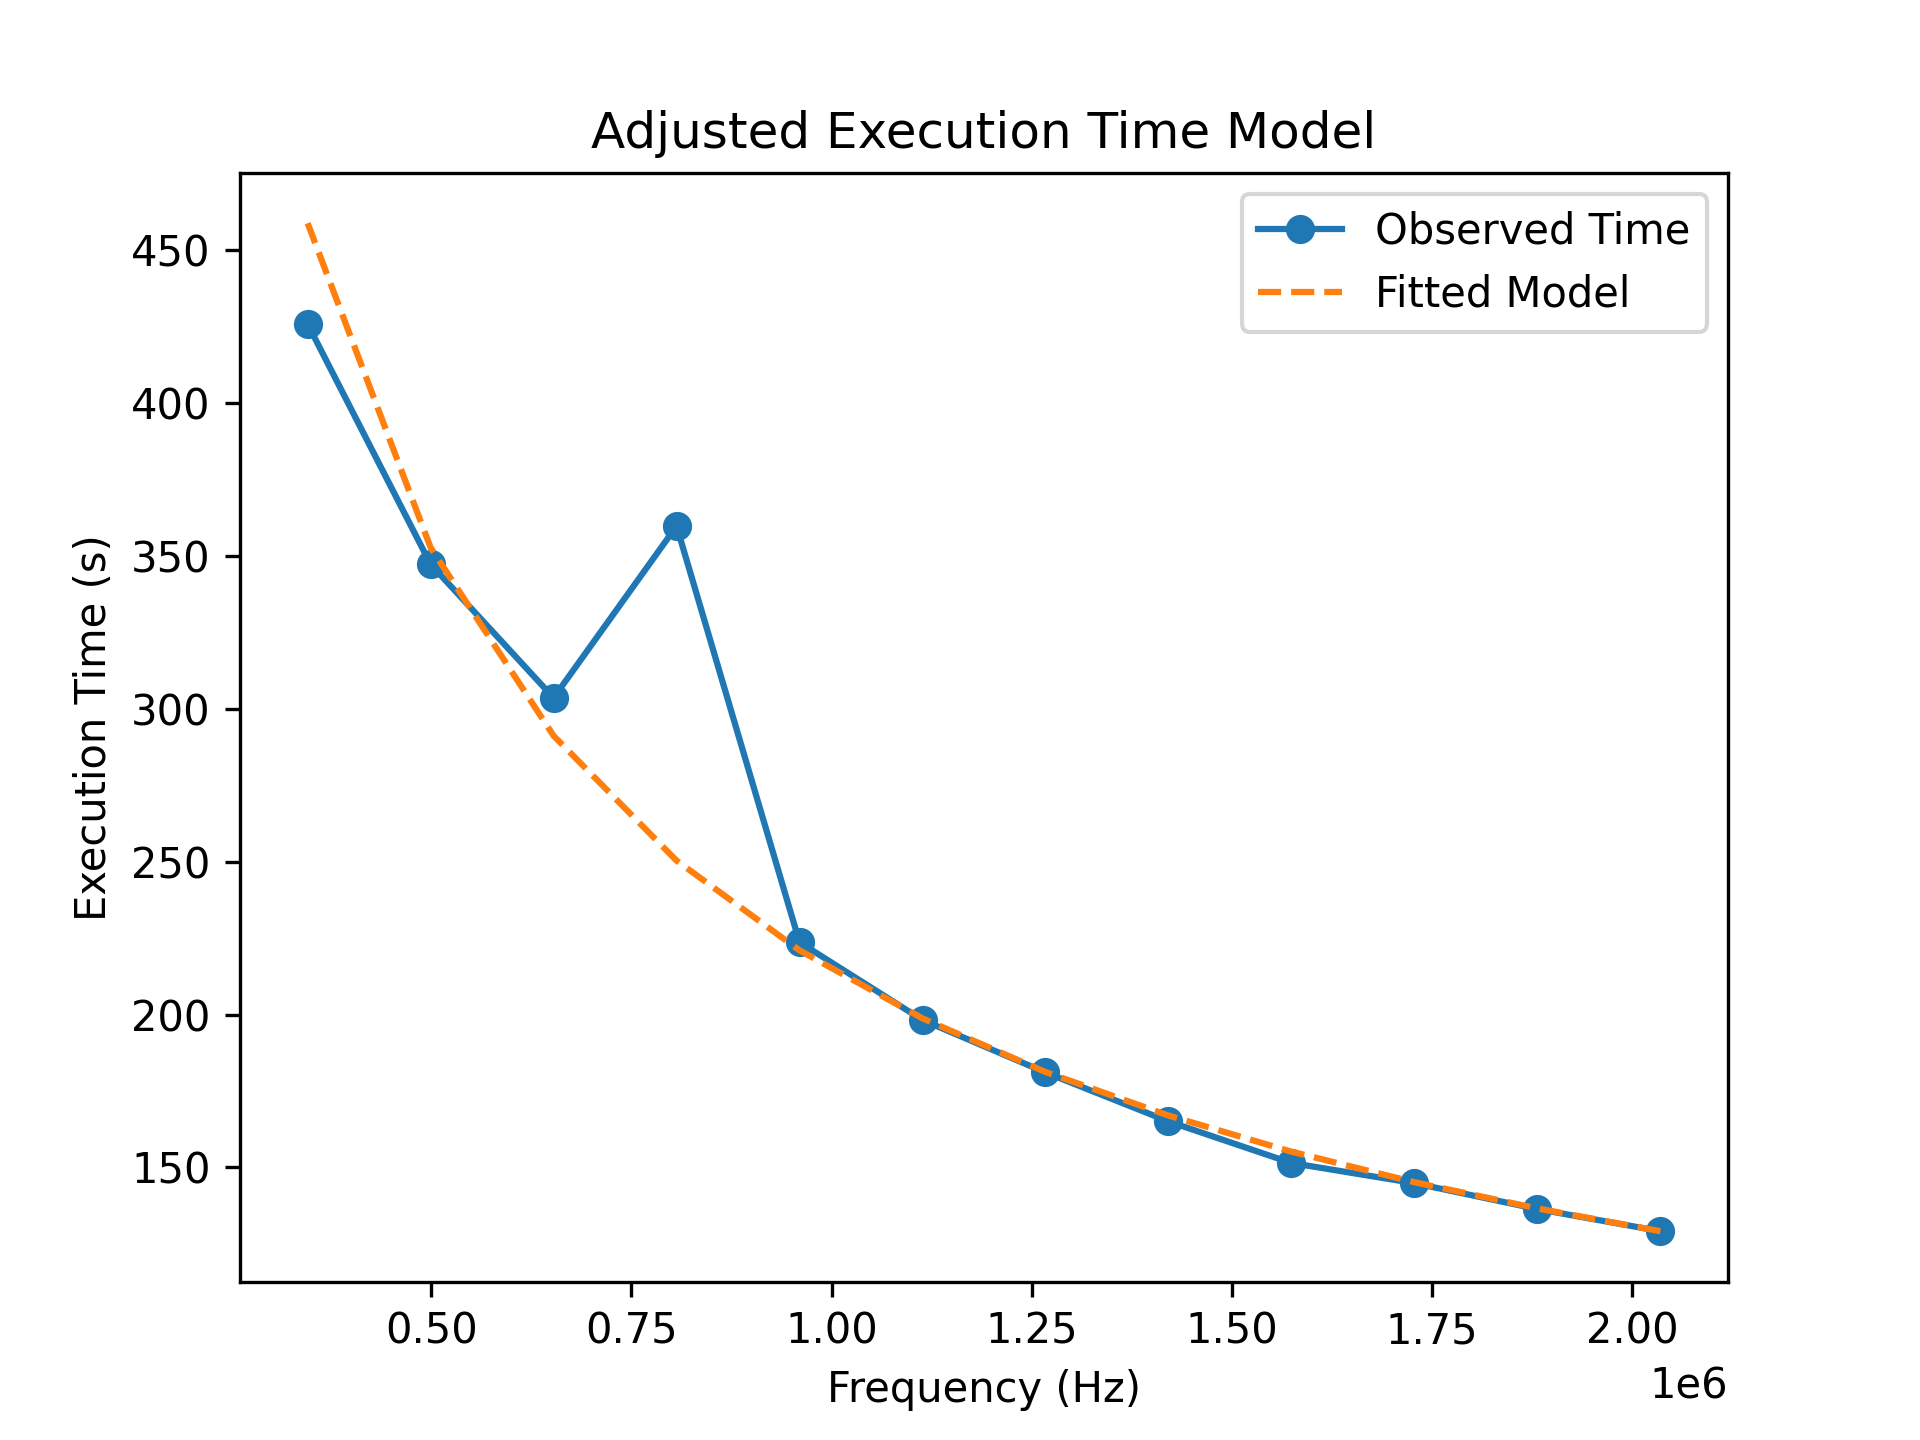 Adjusted Execution Time Model
Observed Time
Fitted Model
Execution Time (s)
450
400
350
300
250
200
150
0.50 0.75 1.00 1.25 1.50 1.75 2.00
1e6
Frequency (Hz)